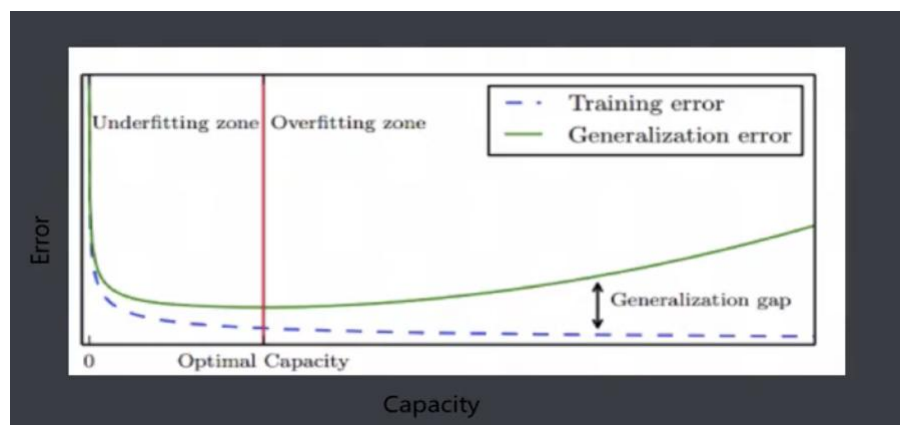 Training error
Generalization error
Underfitting zone
Overfitting zone
Error
Generalization gap
0
Optimal Capacity
Capacity